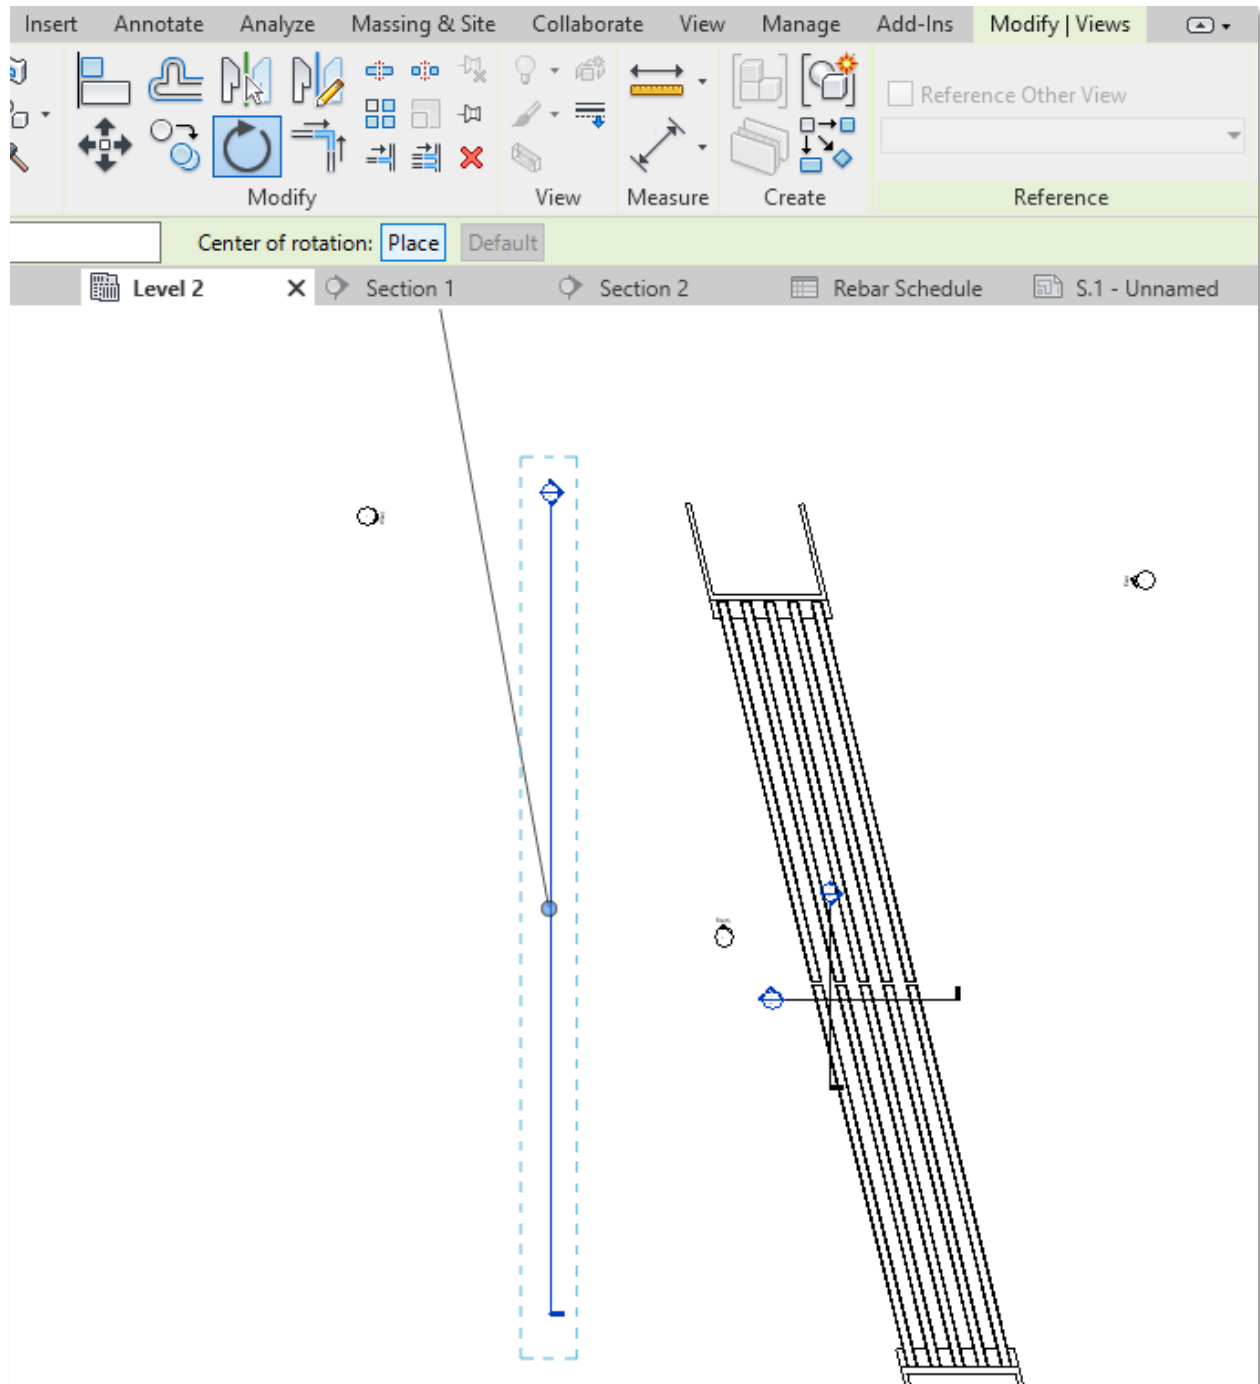 Insert Annotate Analyze Massing & Site Collaborate View Manage Add-Ins Modify | Views
Reference Other View
Modify View Measure Create Reference
Center of rotation: Place Default
Level 2 Section 1 Section 2 Rebar Schedule S.1 - Unnamed